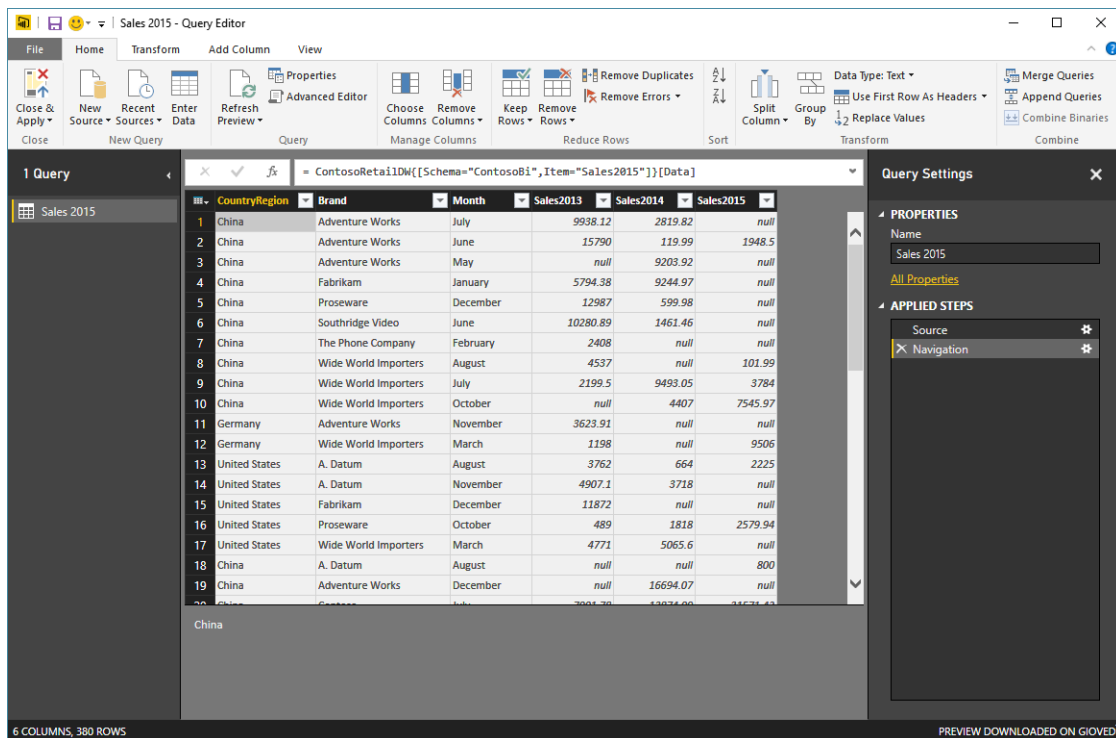 Sales 2015 - Query Editor
File Home Transform Add Column View
Close & Apply New Source Recent Sources Enter Data Refresh Preview Properties Advanced Editor Choose Columns Remove Columns Keep Rows Remove Rows Remove Duplicates Remove Errors Split Column Group By Data Type: Text Use First Row As Headers Replace Values Merge Queries Append Queries Combine Binaries
Close New Query Query Manage Columns Reduce Rows Sort Transform Combine
1 Query
Sales 2015
fx = ContosoRetailDW{[Schema="ContosoBi",Item="Sales2015"]}[Data]
CountryRegion Brand Month Sales2013 Sales2014 Sales2015
1 China Adventure Works July 9938.12 2819.82 null
2 China Adventure Works June 15790 119.99 1948.5
3 China Adventure Works May null 9203.92 null
4 China Fabrikam January 5794.38 9244.97 null
5 China Proseware December 12987 599.98 null
6 China Southridge Video June 10280.89 1461.46 null
7 China The Phone Company February 2408 null null
8 China Wide World Importers August 4537 null 101.99
9 China Wide World Importers July 2199.5 9493.05 3784
10 China Wide World Importers October null 4407 7545.97
11 Germany Adventure Works November 3623.91 null null
12 Germany Wide World Importers March 1198 null 9506
13 United States A. Datum August 3762 664 2225
14 United States A. Datum November 4907.1 3718 null
15 United States Fabrikam December 11872 null null
16 United States Proseware October 489 1818 2579.94
17 United States Wide World Importers March 4771 5065.6 null
18 China A. Datum August null null 800
19 China Adventure Works December null 16694.07 null
China
Query Settings
PROPERTIES
Name
Sales 2015
All Properties
APPLIED STEPS
Source
Navigation
6 COLUMNS, 380 ROWS
PREVIEW DOWNLOADED ON GIOVED